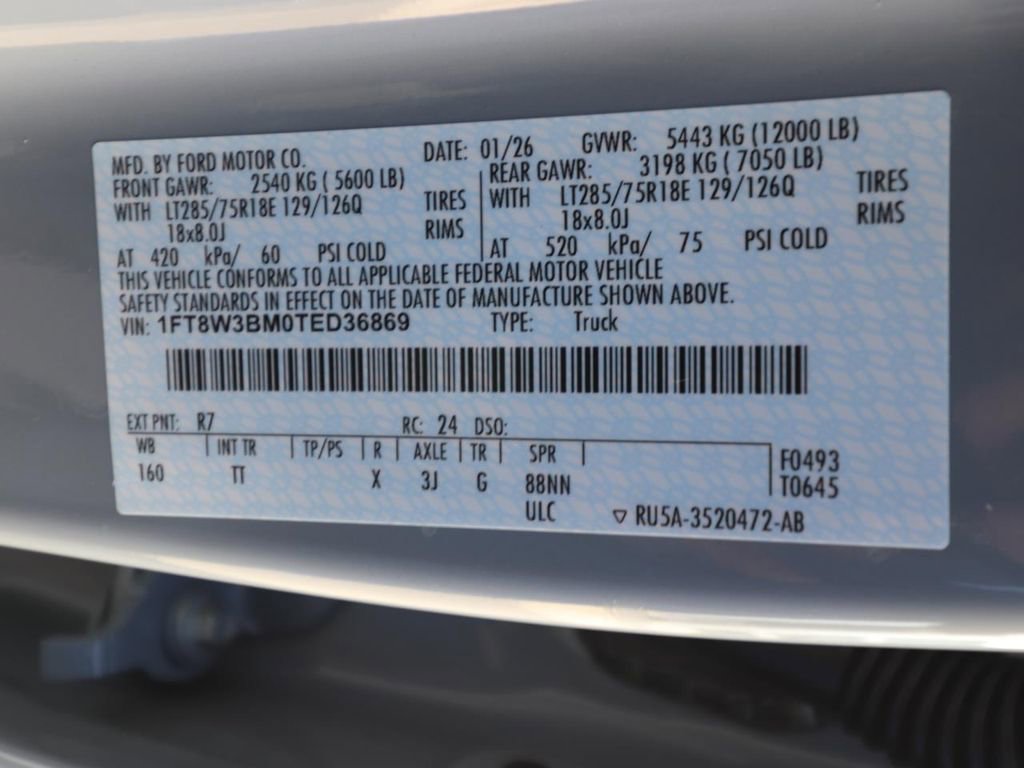 MFD. BY FORD MOTOR CO. DATE: 01/26 GVWR: 5443 KG (12000 LB)
FRONT GAWR: 2540 KG ( 5600 LB) REAR GAWR: 3198 KG ( 7050 LB)
WITH LT285/75R18E 129/126Q TIRES WITH LT285/75R18E 129/126Q TIRES
18x8.0J RIMS 18x8.0J RIMS
AT 420 kPa/ 60 PSI COLD AT 520 kPa/ 75 PSI COLD
THIS VEHICLE CONFORMS TO ALL APPLICABLE FEDERAL MOTOR VEHICLE
SAFETY STANDARDS IN EFFECT ON THE DATE OF MANUFACTURE SHOWN ABOVE.
VIN: 1FT8W3BM0TED36869 TYPE: Truck
EXT PNT: R7 RC: 24 DSO:
WB INT TR TP/PS R AXLE TR SPR F0493
160 TT X 3J G 88NN T0645
ULC ▽ RU5A-3520472-AB